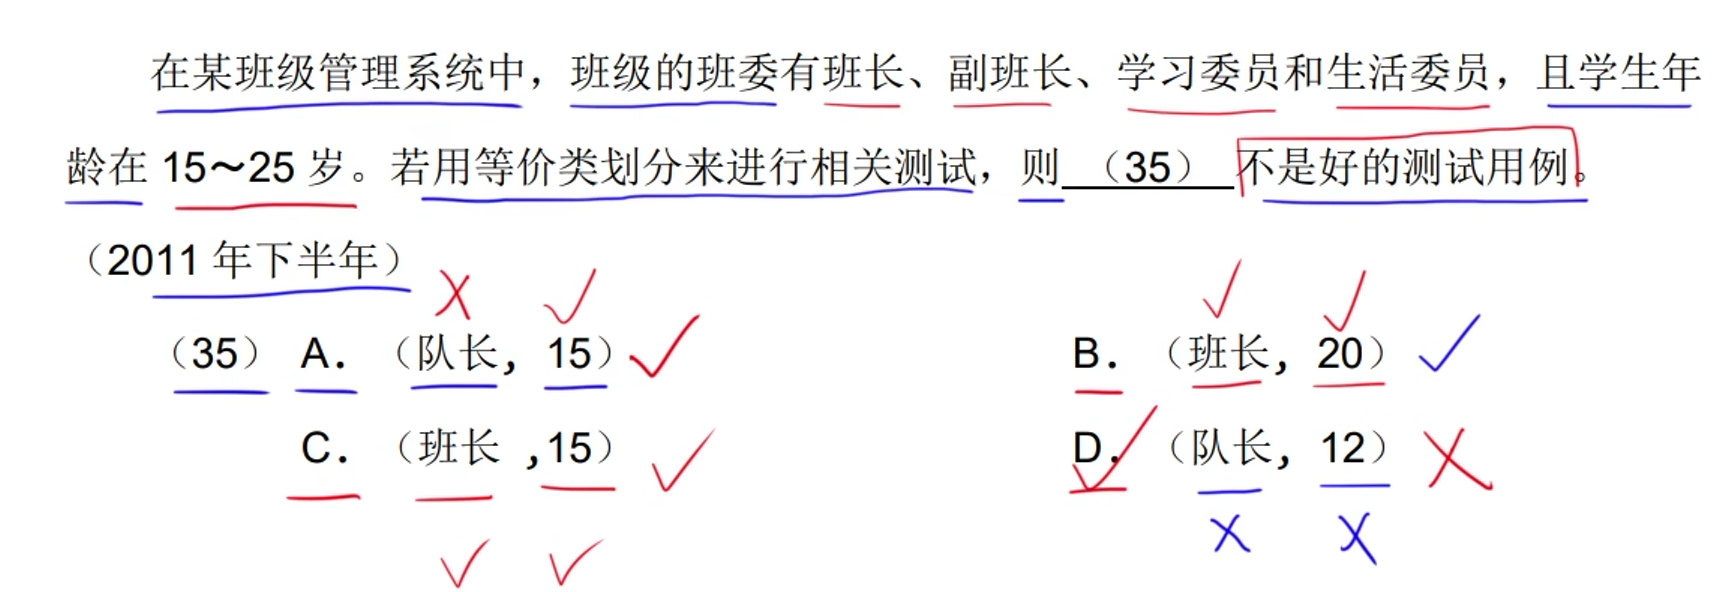 在某班级管理系统中，班级的班委有班长、副班长、学习委员和生活委员，且学生年
龄在 15～25 岁。若用等价类划分来进行相关测试，则 （35） 不是好的测试用例。
（2011 年下半年）
（35） A. （队长，15） B. （班长，20）
C. （班长 ,15） D. （队长，12）